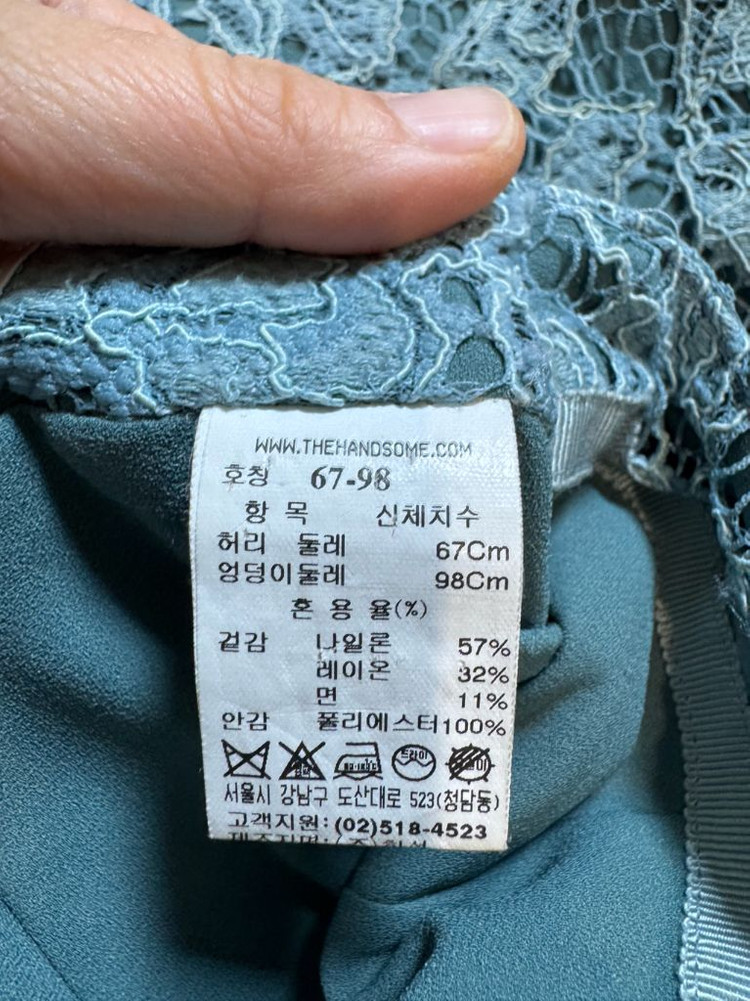 WWW.THEHANDSOME.COM
호칭 67-98
항 목 신체치수
허리 둘레 67Cm
엉덩이둘레 98Cm
혼 용 율(%)
겉감 나일론 57%
레이온 32%
면 11%
안감 폴리에스터100%
드라이
서울시 강남구 도산대로 523(청담동)
고객지원: (02)518-4523